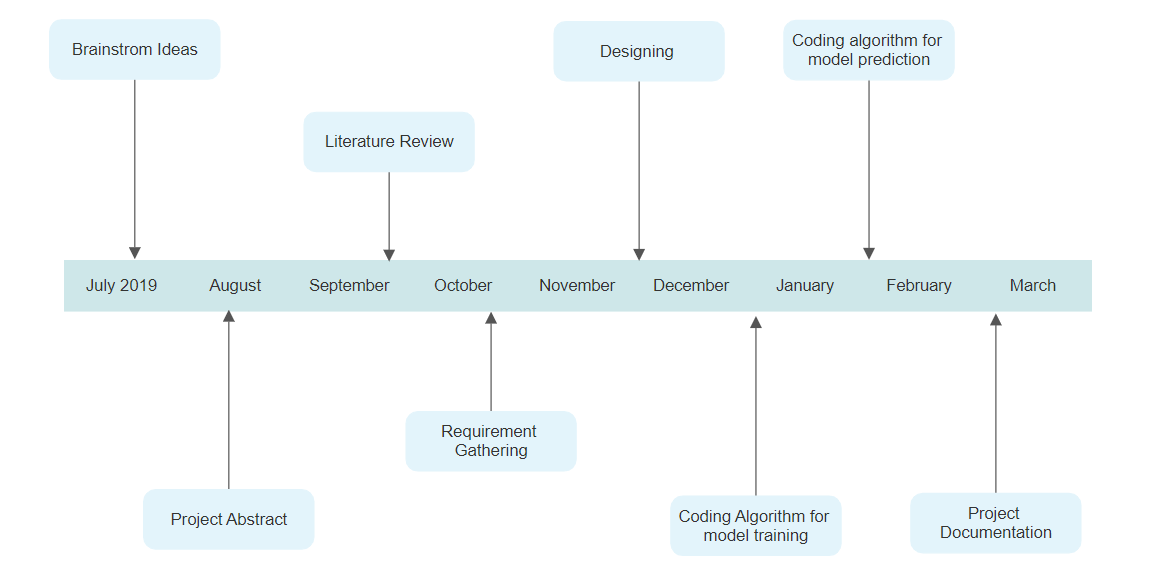 Brainstrom Ideas
Designing
Coding algorithm for
model prediction
Literature Review
July 2019 August September October November December January February March
Requirement
Gathering
Project Abstract
Coding Algorithm for
model training
Project
Documentation